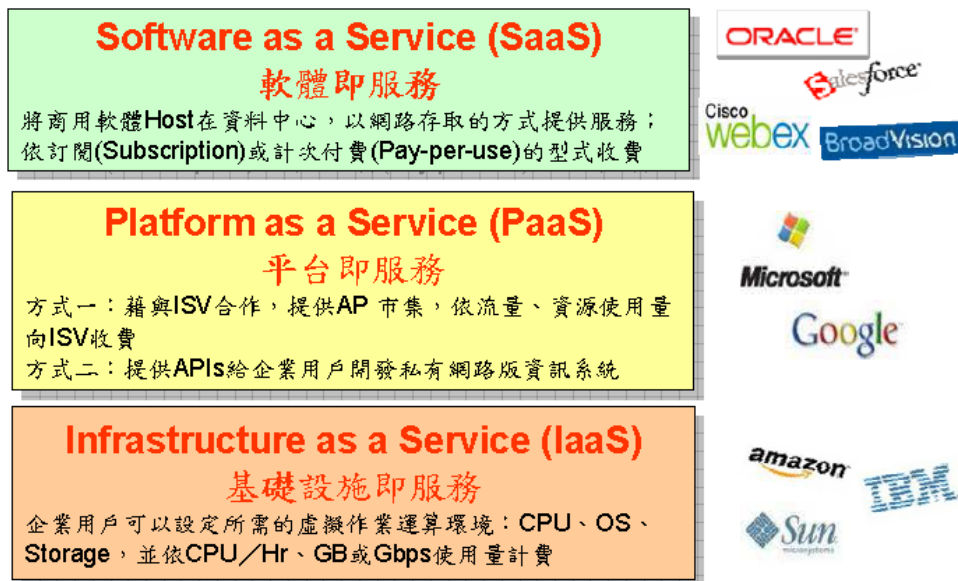 Software as a Service (SaaS)
軟體即服務
將商用軟體Host在資料中心，以網路存取的方式提供服務；
依訂閱(Subscription)或計次付費(Pay-per-use)的型式收費
ORACLE
salesforce
Cisco
webex
BroadVision
Platform as a Service (PaaS)
平台即服務
方式一：藉與ISV合作，提供AP 市集，依流量、資源使用量
向ISV收費
方式二：提供APIs給企業用戶開發私有網路版資訊系統
Microsoft
Google
Infrastructure as a Service (IaaS)
基礎設施即服務
企業用戶可以設定所需的虛擬作業運算環境：CPU、OS、
Storage，並依CPU／Hr、GB或Gbps使用量計費
amazon
IBM
Sun
microsystems